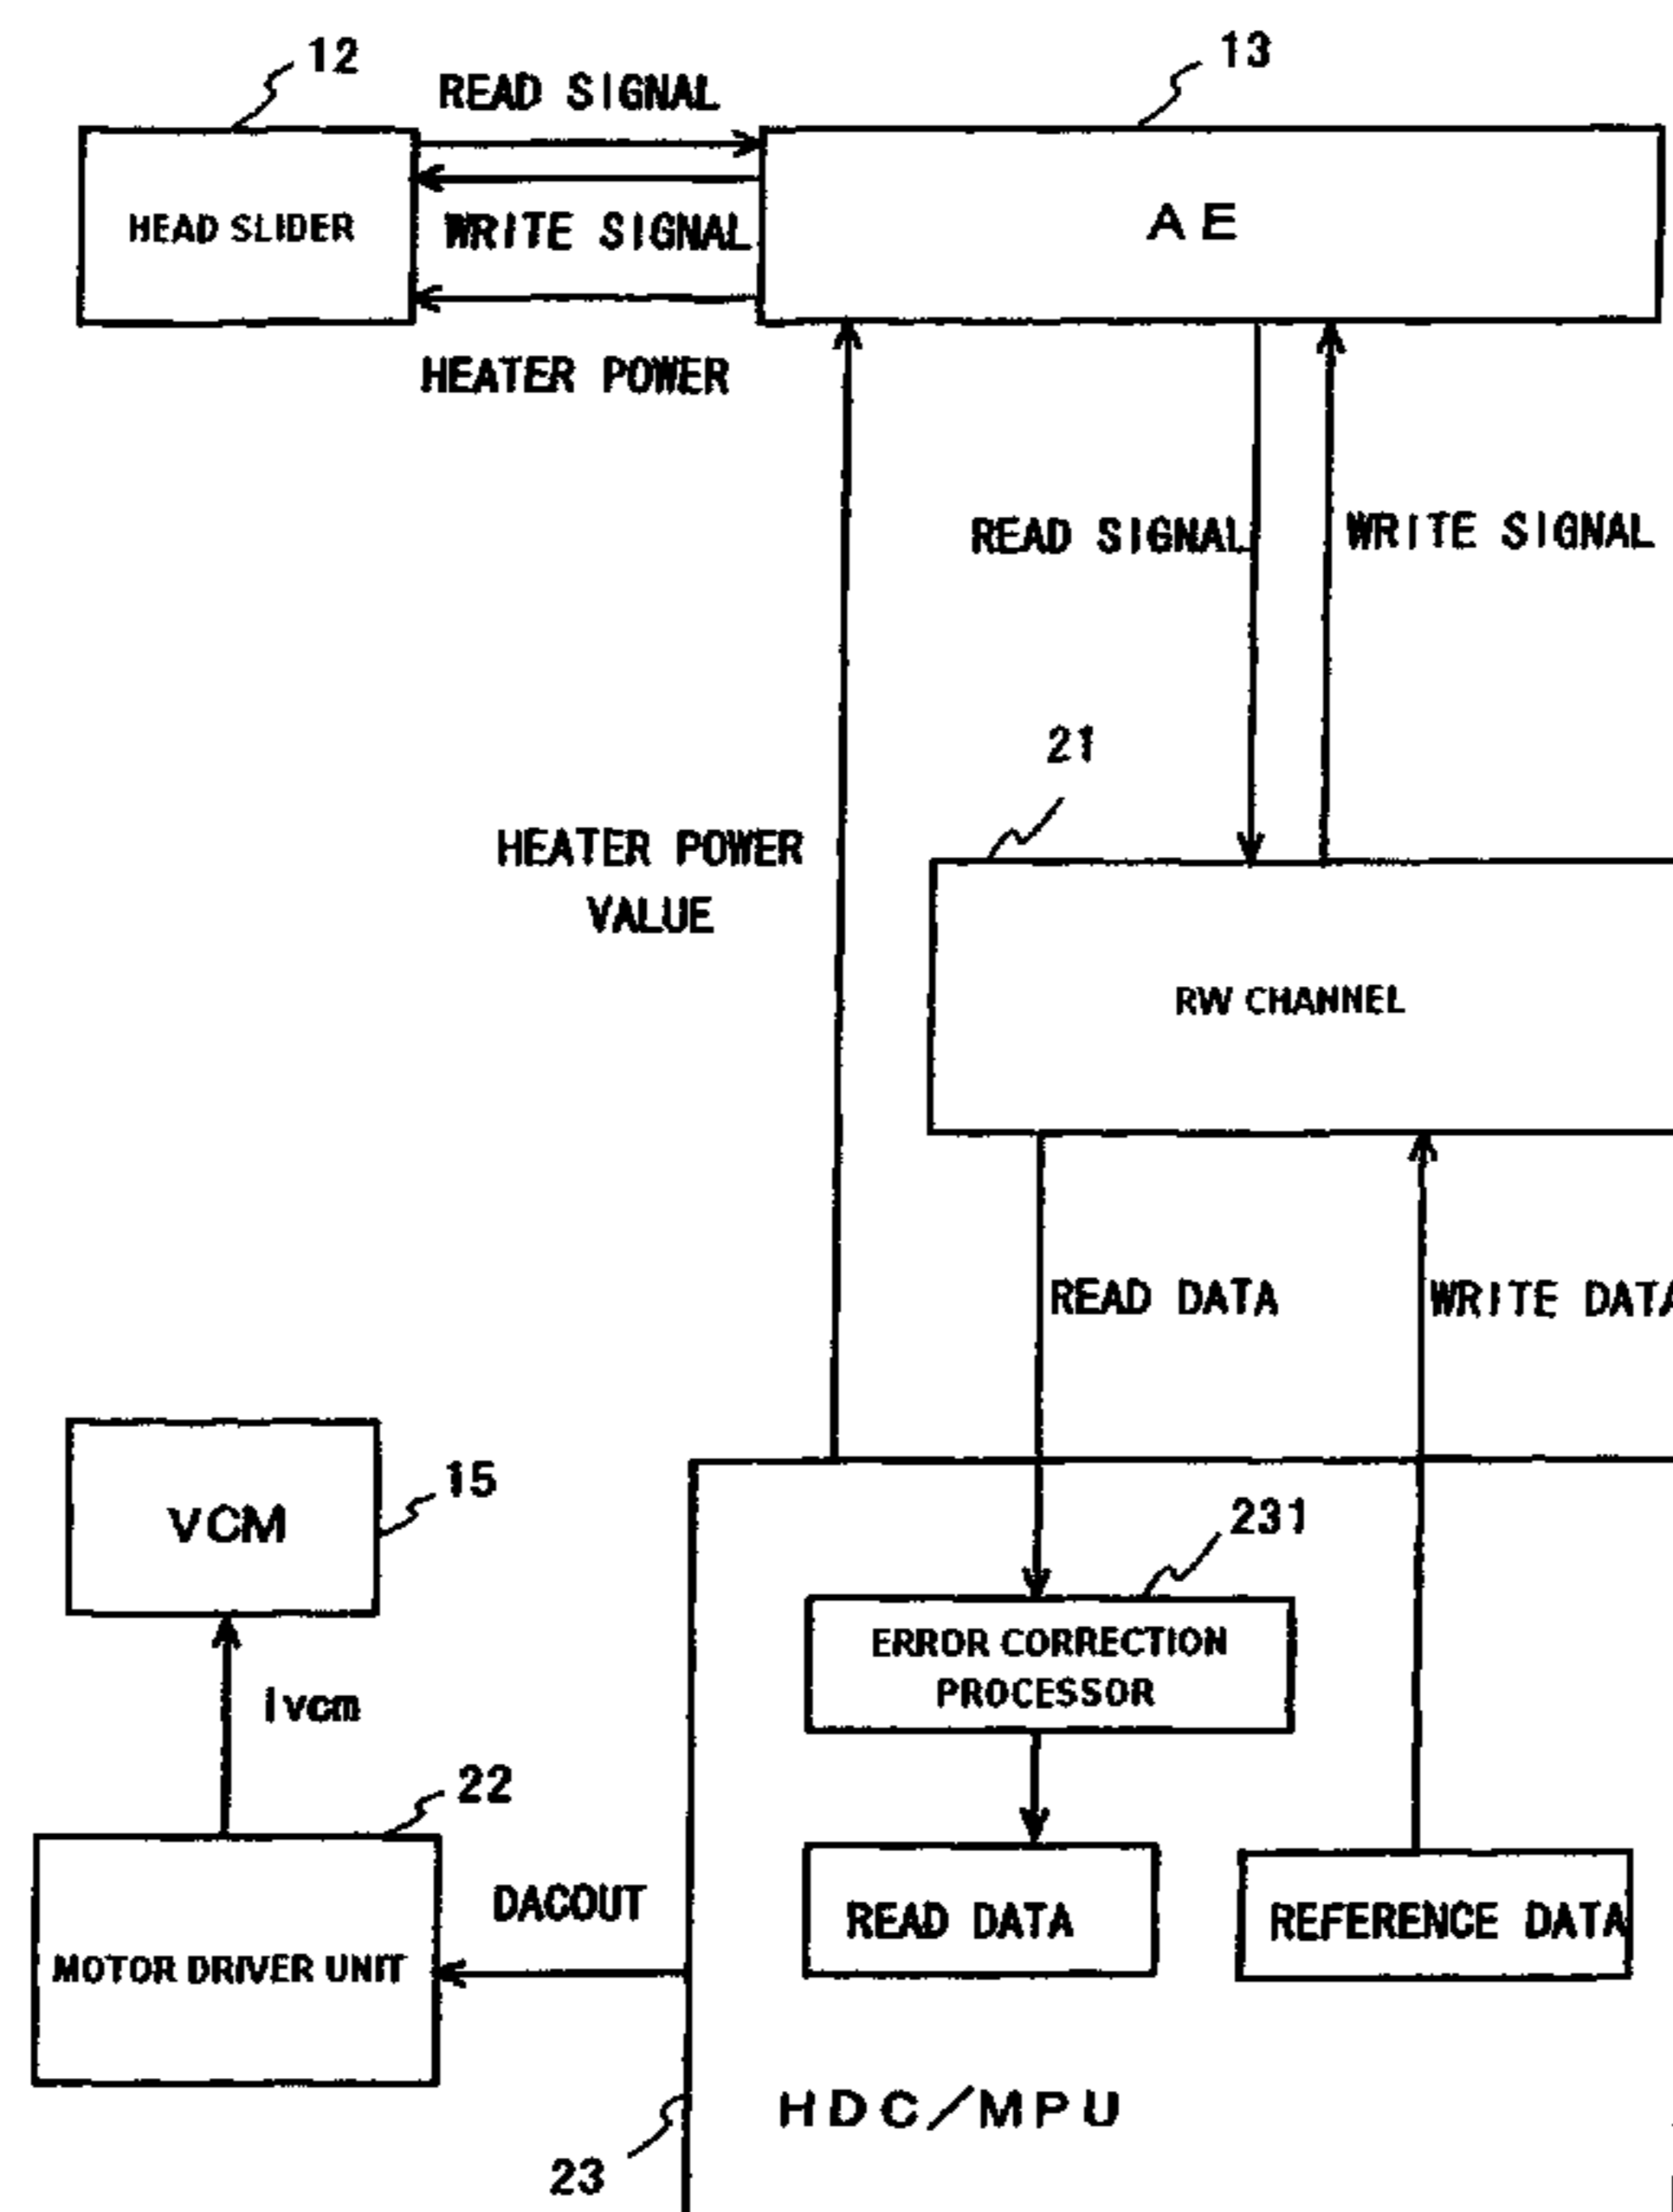 12
13
READ SIGNAL
HEAD SLIDER
WRITE SIGNAL
AE
HEATER POWER
READ SIGNAL
WRITE SIGNAL
21
HEATER POWER
VALUE
RW CHANNEL
READ DATA
WRITE DATA
VCM
15
231
ERROR CORRECTION
PROCESSOR
Ivcm
22
DACOUT
READ DATA
REFERENCE DATA
MOTOR DRIVER UNIT
HDC/MPU
23